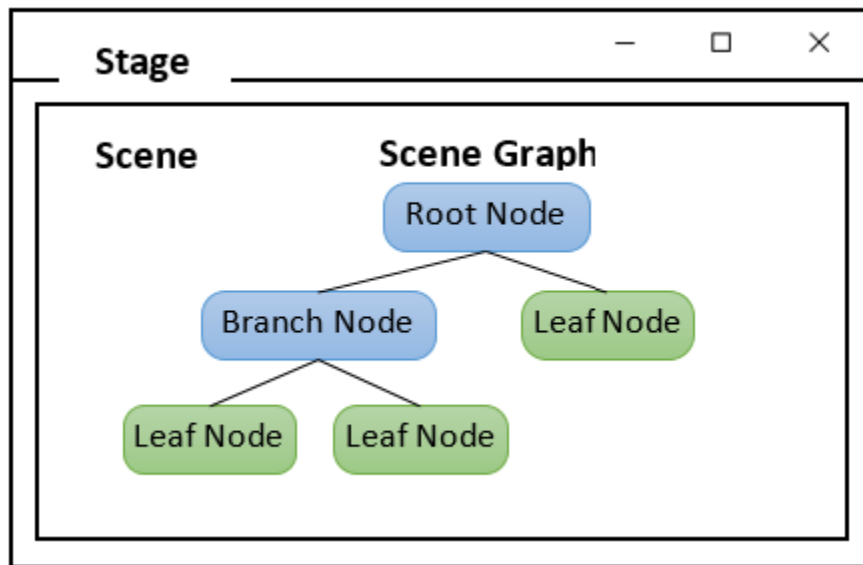 Stage
Scene
Scene Graph
Root Node
Branch Node
Leaf Node
Leaf Node
Leaf Node